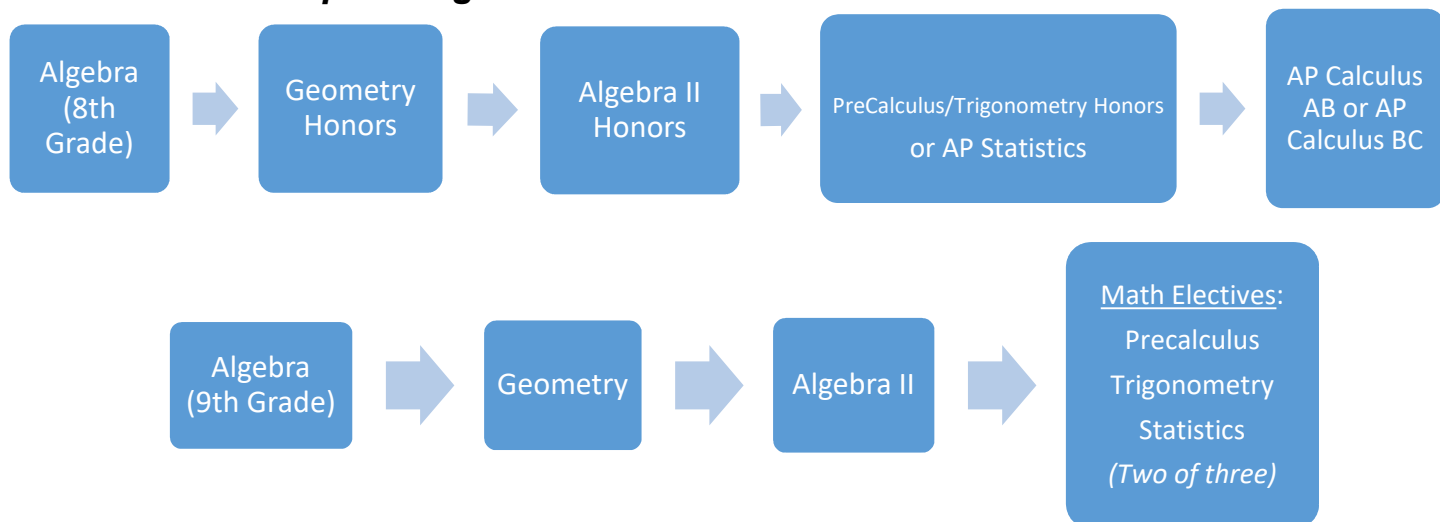 Algebra
(8th
Grade)
Geometry
Honors
Algebra II
Honors
PreCalculus/Trigonometry Honors
or AP Statistics
AP Calculus
AB or AP
Calculus BC
Algebra
(9th Grade)
Geometry
Algebra II
Math Electives:
Precalculus
Trigonometry
Statistics
(Two of three)